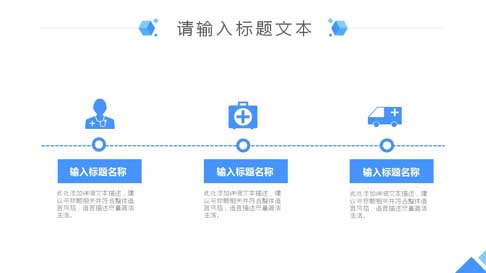 请输入标题文本
输入标题名称
输入标题名称
输入标题名称
此处添加详细文本描述，建
议与标题相关并符合整体语
言风格，语言描述尽量简洁
生动。
此处添加详细文本描述，建
议与标题相关并符合整体语
言风格，语言描述尽量简洁
生动。
此处添加详细文本描述，建
议与标题相关并符合整体语
言风格，语言描述尽量简洁
生动。